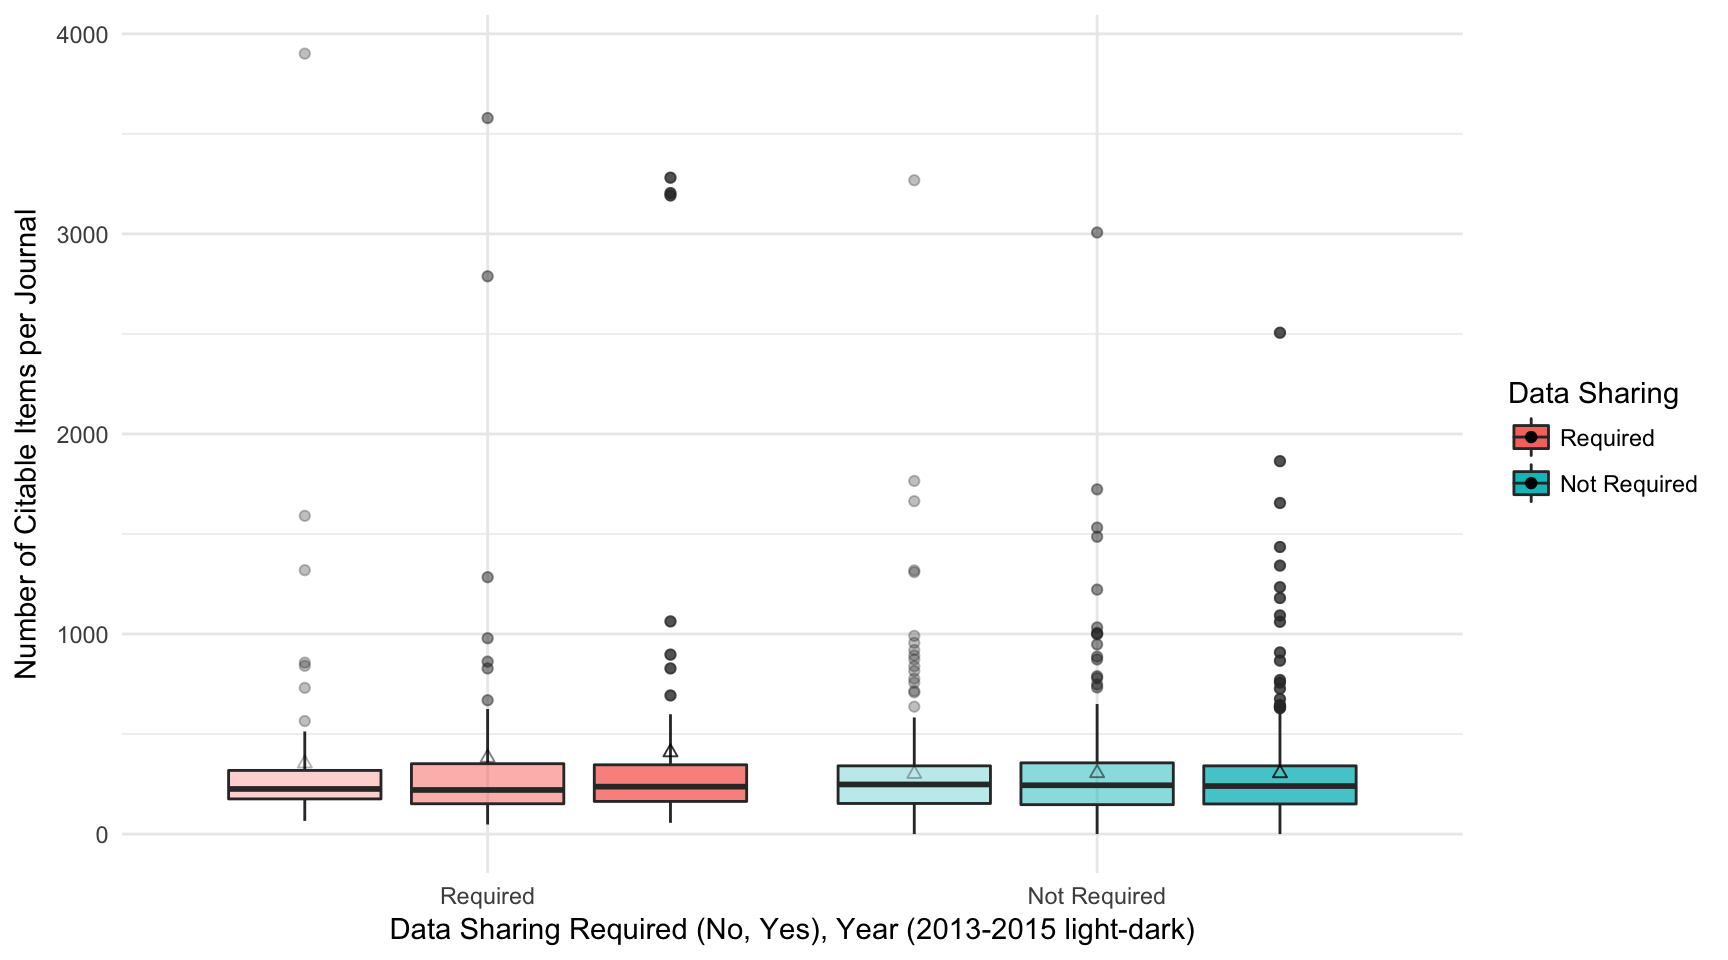 4000
3000
2000
1000
0
Number of Citable Items per Journal
Required
Not Required
Data Sharing Required (No, Yes), Year (2013-2015 light-dark)
Data Sharing
Required
Not Required